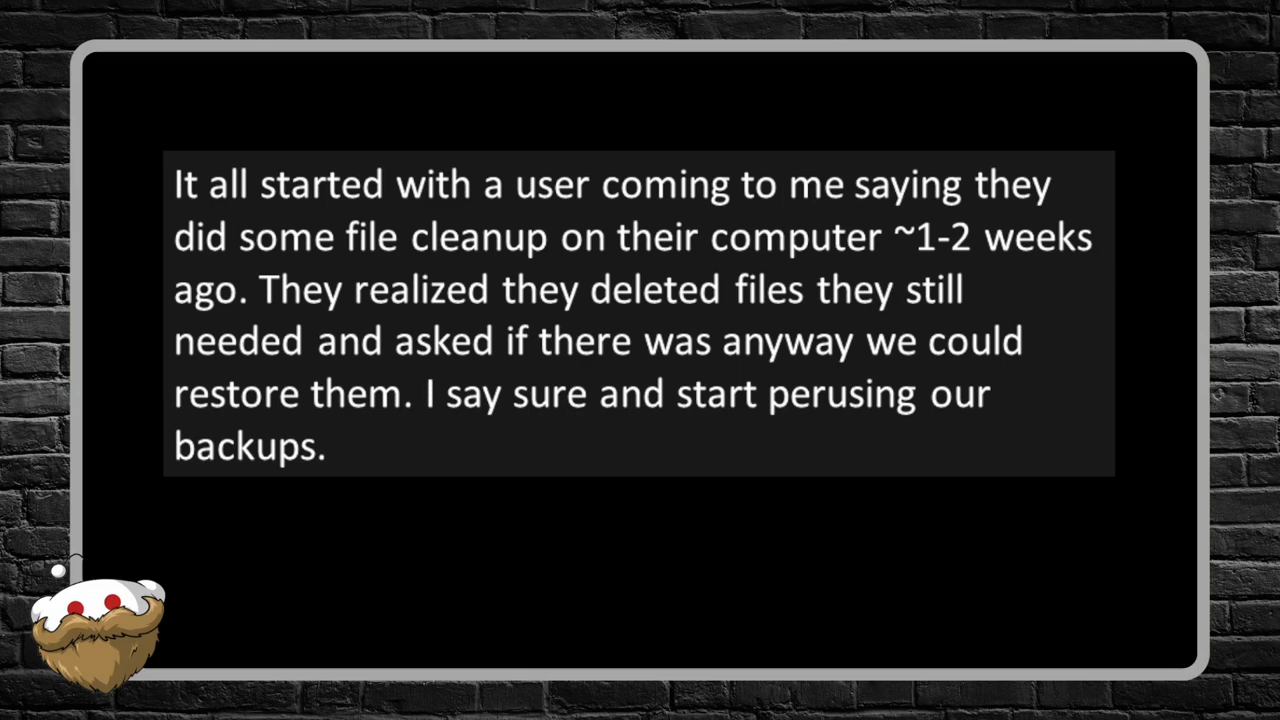 It all started with a user coming to me saying they
did some file cleanup on their computer ~1-2 weeks
ago. They realized they deleted files they still
needed and asked if there was anyway we could
restore them. I say sure and start perusing our
backups.